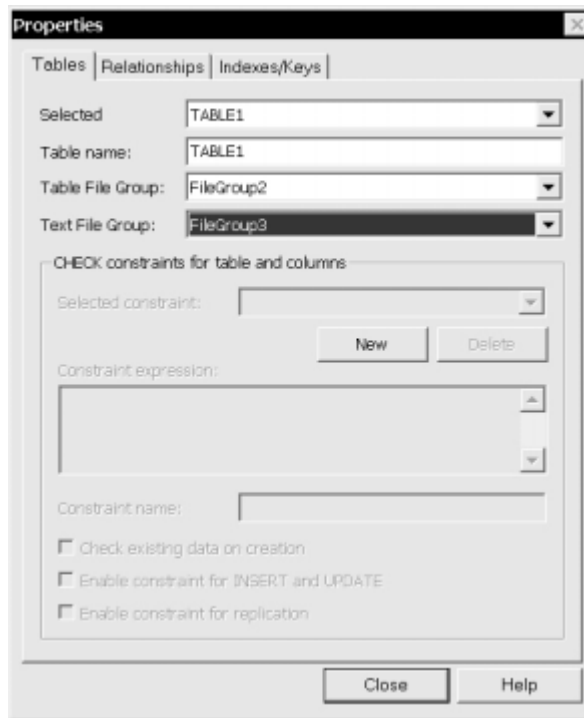 Properties
Tables Relationships Indexes/Keys
Selected TABLE1
Table name: TABLE1
Table File Group: FileGroup2
Text File Group: FileGroup3
CHECK constraints for table and columns
Selected constraint:
New Delete
Constraint expression:
Constraint name:
Check existing data on creation
Enable constraint for INSERT and UPDATE
Enable constraint for replication
Close Help